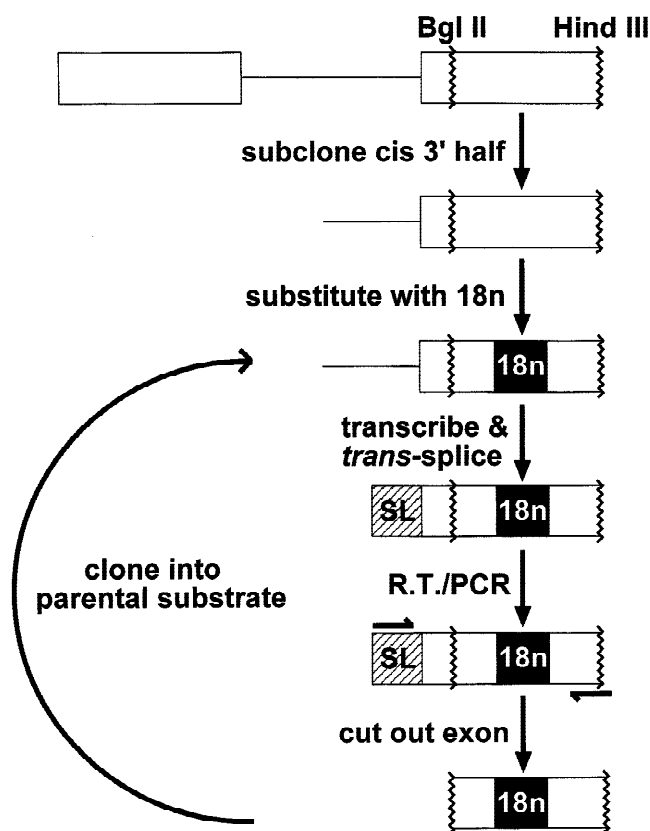 Bgl II Hind III
subclone cis 3' half
substitute with 18n
18n
transcribe &
trans-splice
SL 18n
clone into
parental substrate
R.T./PCR
SL 18n
cut out exon
18n